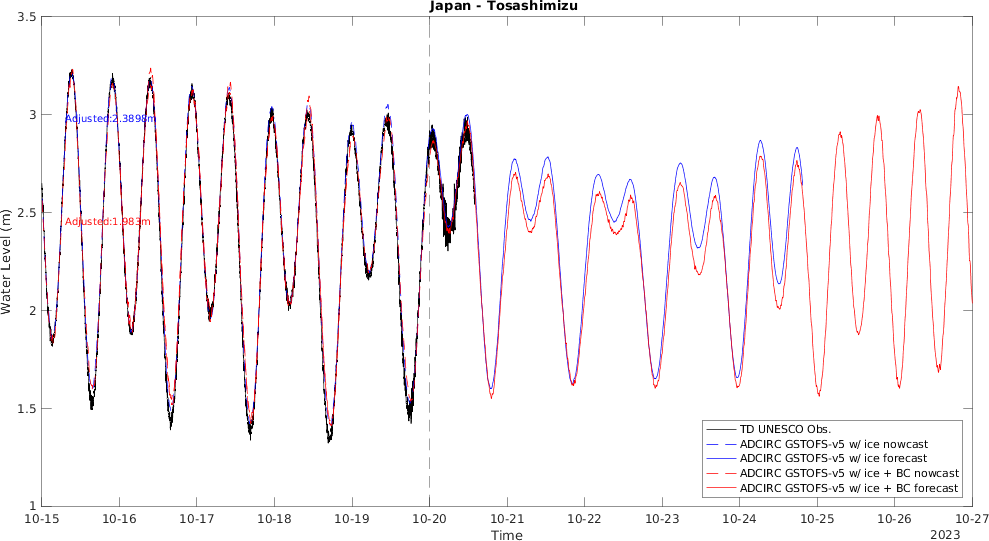 Japan - Tosashimizu
Water Level (m)
3.5
3
2.5
2
1.5
1
Adjusted:2.3898m
Adjusted:1.983m
TD UNESCO Obs.
ADCIRC GSTOFS-v5 w/ ice nowcast
ADCIRC GSTOFS-v5 w/ ice forecast
ADCIRC GSTOFS-v5 w/ ice + BC nowcast
ADCIRC GSTOFS-v5 w/ ice + BC forecast
10-15 10-16 10-17 10-18 10-19 10-20 10-21 10-22 10-23 10-24 10-25 10-26 10-27
Time
2023